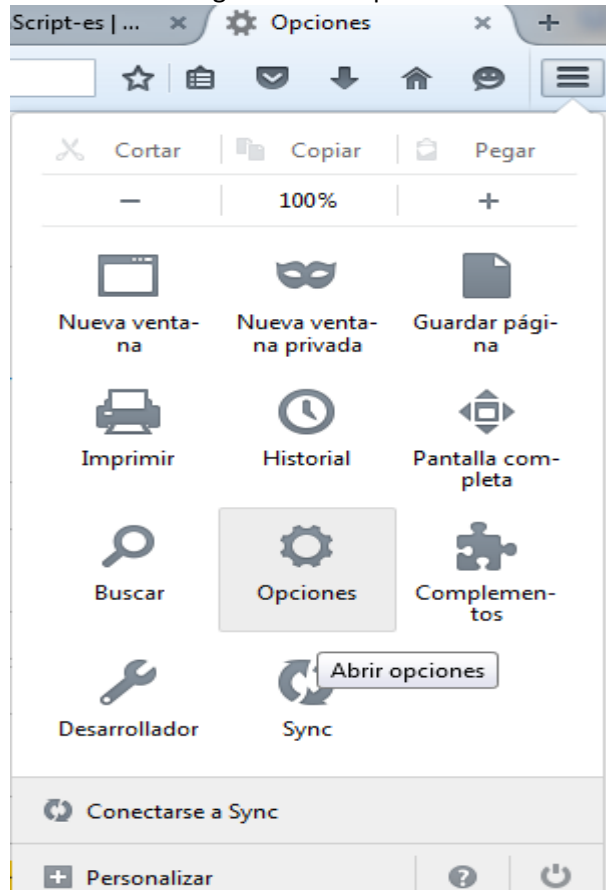 Script-es | ... Opciones
Cortar Copiar Pegar
100%
Nueva venta-
na
Nueva venta-
na privada
Guardar pági-
na
Imprimir
Historial
Pantalla com-
pleta
Buscar
Opciones
Complemen-
tos
Abrir opciones
Desarrollador
Sync
Conectarse a Sync
Personalizar